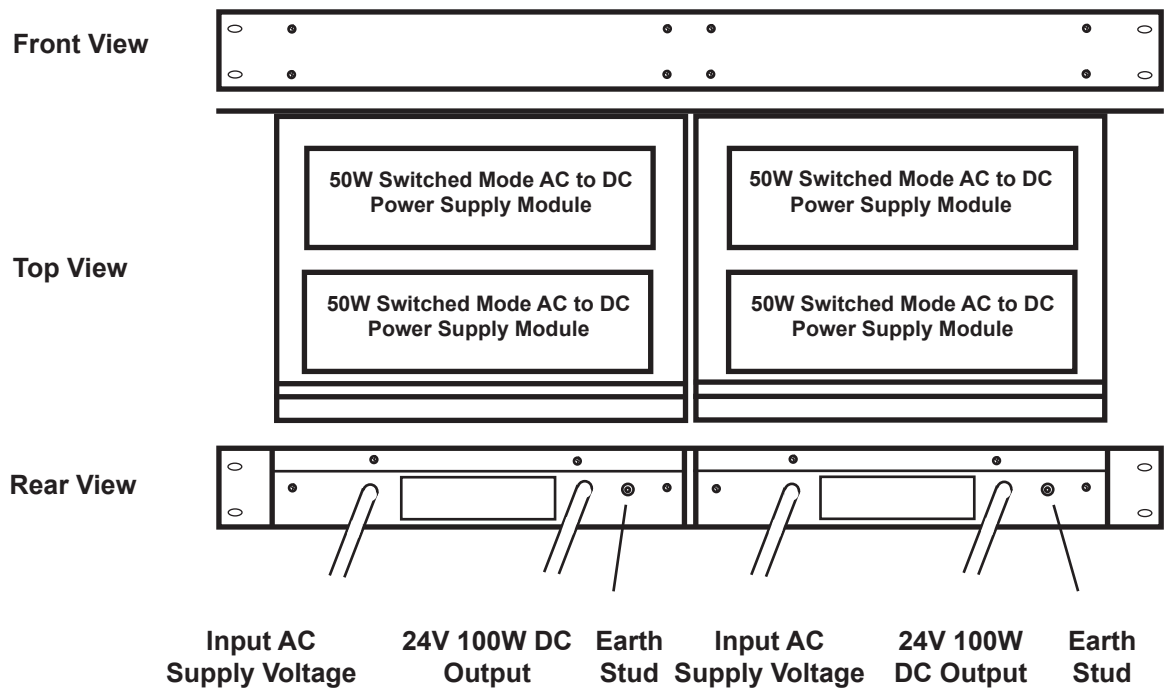 Front View
50W Switched Mode AC to DC
Power Supply Module
50W Switched Mode AC to DC
Power Supply Module
Top View
50W Switched Mode AC to DC
Power Supply Module
50W Switched Mode AC to DC
Power Supply Module
Rear View
Input AC
Supply Voltage
24V 100W DC
Output
Earth
Stud
Input AC
Supply Voltage
24V 100W
DC Output
Earth
Stud